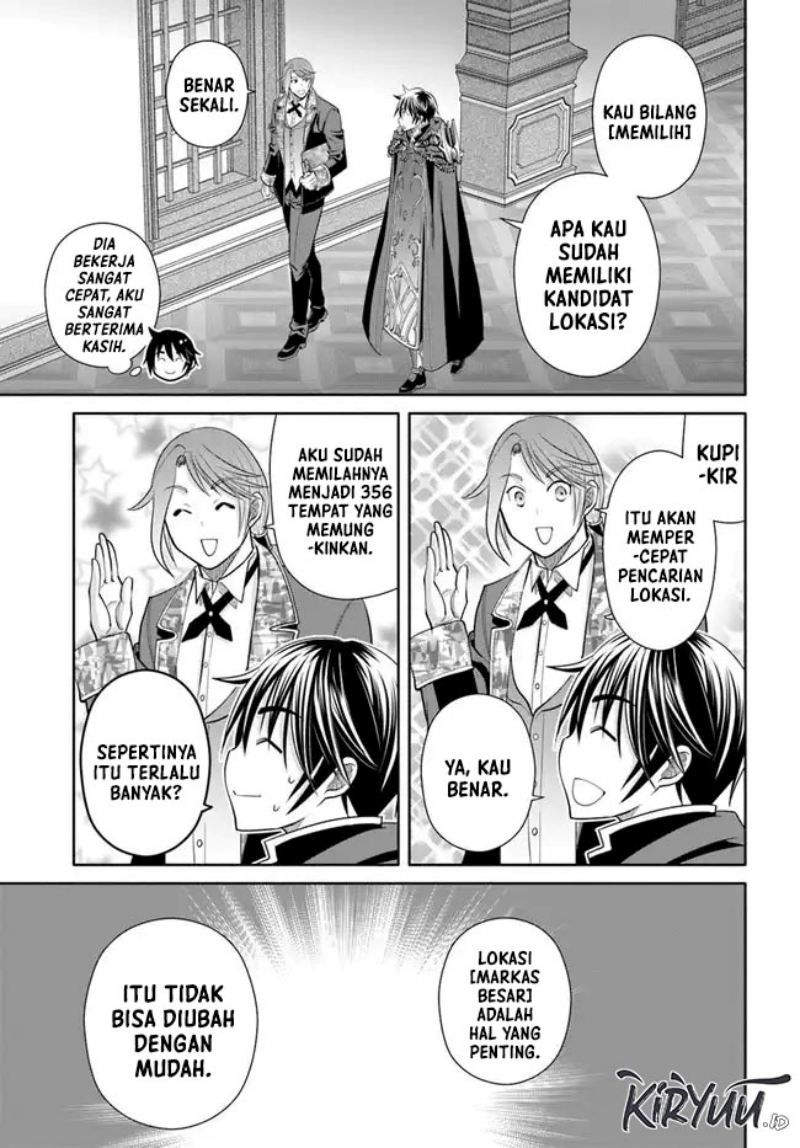 KAU BILANG
[MEMILIH]
APA KAU
SUDAH
MEMILIKI
KANDIDAT
LOKASI?
BENAR
SEKALI.
DIA
BEKERJA
SANGAT
CEPAT, AKU
SANGAT
BERTERIMA
KASIH.
KUPI
-KIR
ITU AKAN
MEMPER
-CEPAT
PENCARIAN
LOKASI.
YA, KAU
BENAR.
AKU SUDAH
MEMILAHNYA
MENJADI 356
TEMPAT YANG
MEMUNG
-KINKAN.
SEPERTINYA
ITU TERLALU
BANYAK?
LOKASI
[MARKAS
BESAR]
ADALAH
HAL YANG
PENTING.
ITU TIDAK
BISA DIUBAH
DENGAN
MUDAH.
KIRYUU.ID